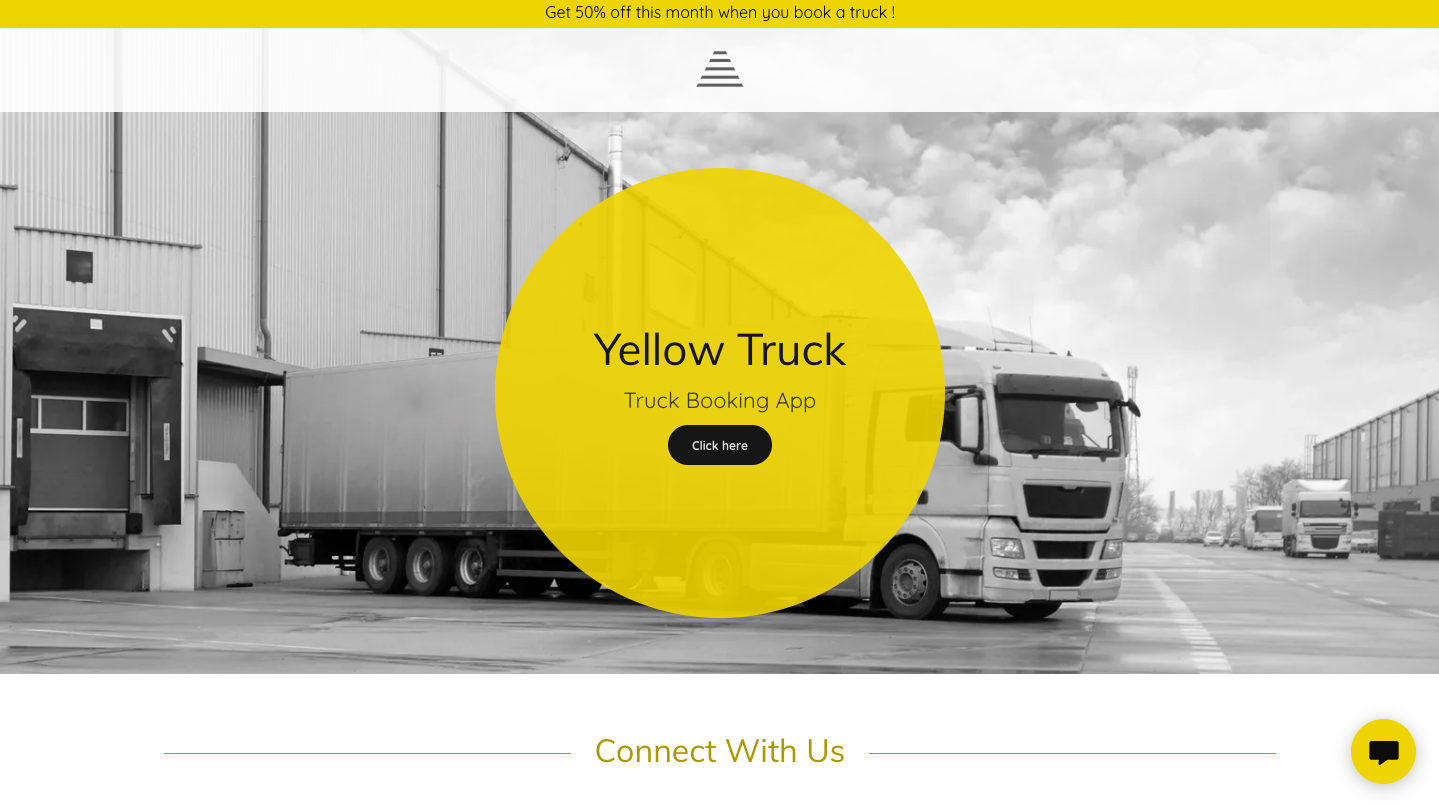 Get 50% off this month when you book a truck !
Yellow Truck
Truck Booking App
Click here
Connect With Us